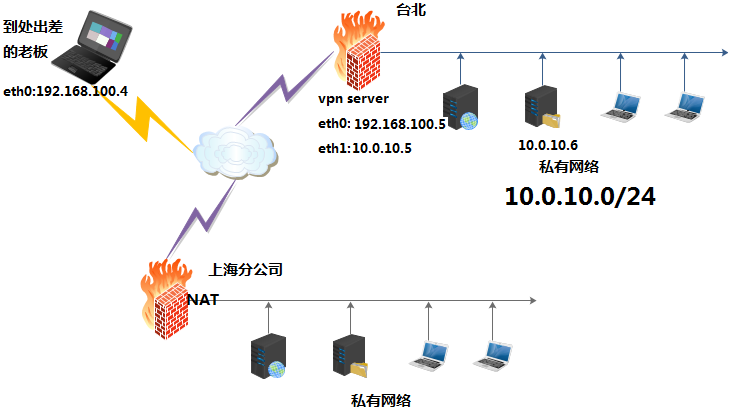 到处出差
的老板
eth0:192.168.100.4
台北
vpn server
eth0: 192.168.100.5
eth1:10.0.10.5
10.0.10.6
私有网络
10.0.10.0/24
上海分公司
NAT
私有网络